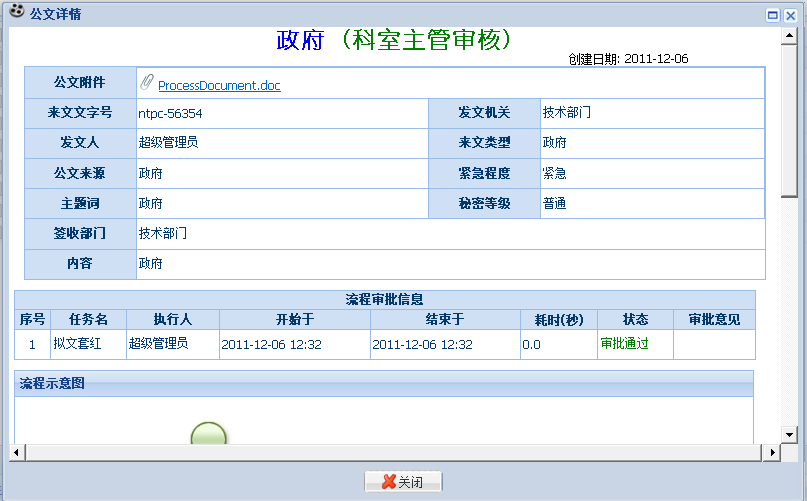 公文详情
政府 （科室主管审核）
创建日期: 2011-12-06
公文附件 ProcessDocument.doc
来文文字号 ntpc-56354 发文机关 技术部门
发文人 超级管理员 来文类型 政府
公文来源 政府 紧急程度 紧急
主题词 政府 秘密等级 普通
签收部门 技术部门
内容 政府
流程审批信息
序号 任务名 执行人 开始于 结束于 耗时(秒) 状态 审批意见
1 拟文套红 超级管理员 2011-12-06 12:32 2011-12-06 12:32 0.0 审批通过
流程示意图
关闭